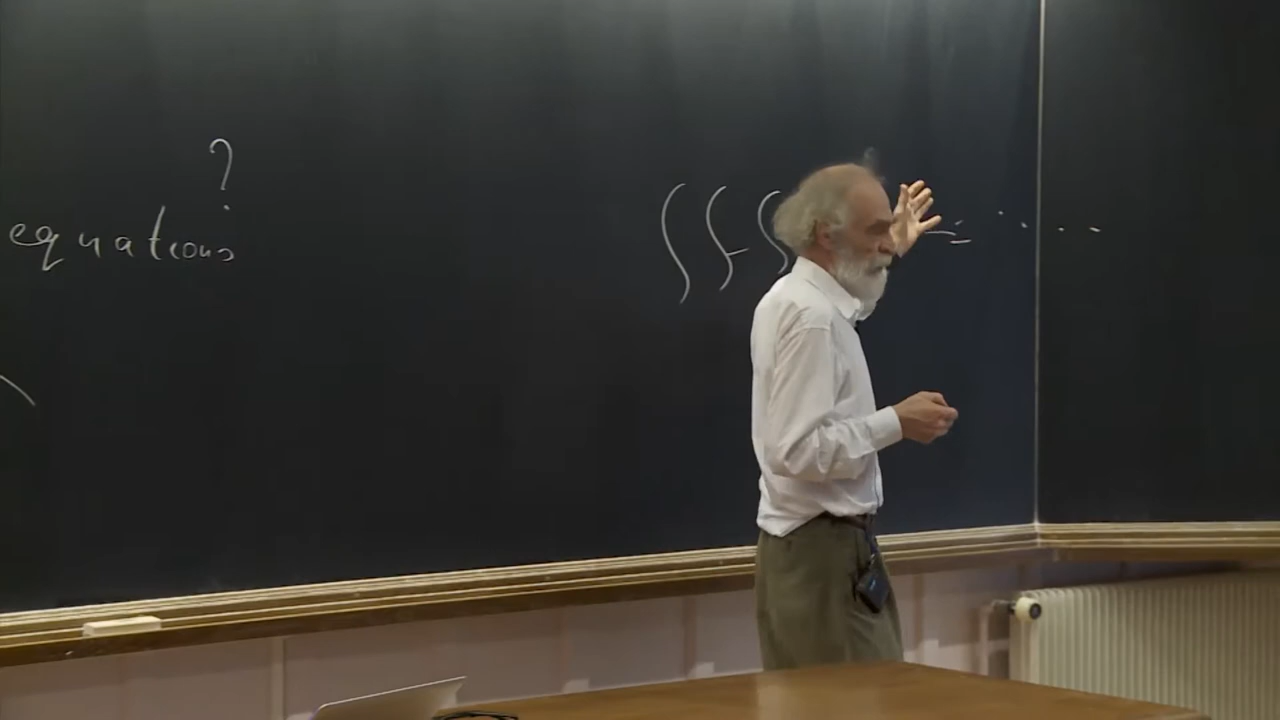 ?
equations
∫∫∫ = .....